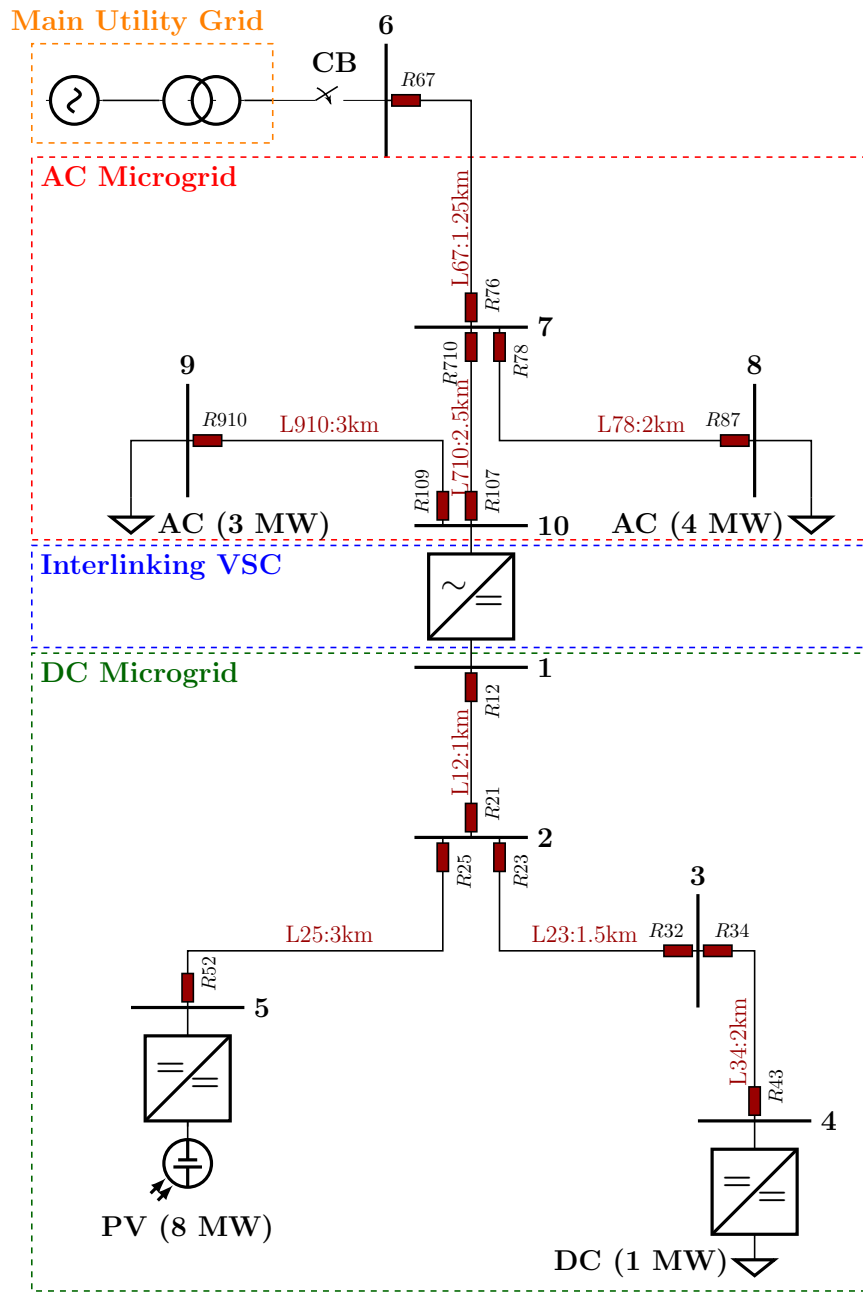 Main Utility Grid
6
CB
R67
AC Microgrid
L67:1.25km
R76
7
R710
R78
9
8
R910
L910:3km
L710:2.5km
L78:2km
R87
R109
R107
AC (3 MW)
10
AC (4 MW)
Interlinking VSC
DC Microgrid
1
R12
L12:1km
R21
2
R25
R23
3
L25:3km
L23:1.5km
R32
R34
R52
5
L34:2km
R43
4
PV (8 MW)
DC (1 MW)